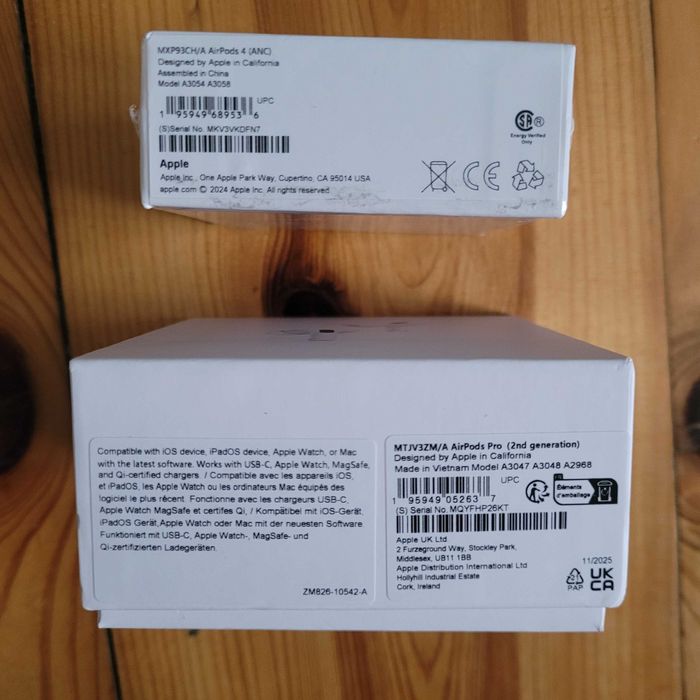 MXP93CH/A AirPods 4 (ANC)
Designed by Apple in California
Assembled in China
Model A3054 A3058
UPC
1 95949 68953 6
(S)Serial No. MKV3VKDFN7
Apple
Apple Inc., One Apple Park Way, Cupertino, CA 95014 USA
apple.com © 2024 Apple Inc. All rights reserved
SA ®
Energy Verified
Only
CE
Compatible with iOS device, iPadOS device, Apple Watch, or Mac
with the latest software. Works with USB-C, Apple Watch, MagSafe,
and Qi-certified chargers. / Compatible avec les appareils iOS,
et iPadOS, les Apple Watch ou les ordinateurs Mac équipés des
logiciel le plus récent. Fonctionne avec les chargeurs USB-C,
Apple Watch MagSafe et certifes Qi, / Kompatibel mit iOS-Gerät,
iPadOS Gerät,Apple Watch oder Mac mit der neuesten Software
Funktioniert mit USB-C, Apple Watch-, MagSafe- und
Qi-zertifizierten Ladegeräten.
ZM826-10542-A
MTJV3ZM/A AirPods Pro (2nd generation)
Designed by Apple in California
Made in Vietnam Model A3047 A3048 A2968
UPC
1 95949 05263 7
(S) Serial No. MQYFHP26KT
FR
Éléments
d'emballage
Apple UK Ltd.
2 Furzeground Way, Stockley Park,
Middlesex, UB11 1BB
Apple Distribution International Ltd
Hollyhill Industrial Estate
Cork, Ireland
11/2025
PAP
UK
CA